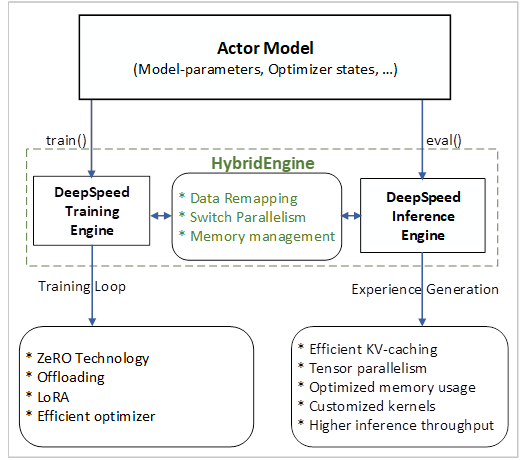 Actor Model
(Model-parameters, Optimizer states, ...)
train()
eval()
HybridEngine
DeepSpeed
Training
Engine
* Data Remapping
* Switch Parallelism
* Memory management
DeepSpeed
Inference
Engine
Training Loop
Experience Generation
* ZeRO Technology
* Offloading
* LoRA
* Efficient optimizer
* Efficient KV-caching
* Tensor parallelism
* Optimized memory usage
* Customized kernels
* Higher inference throughput